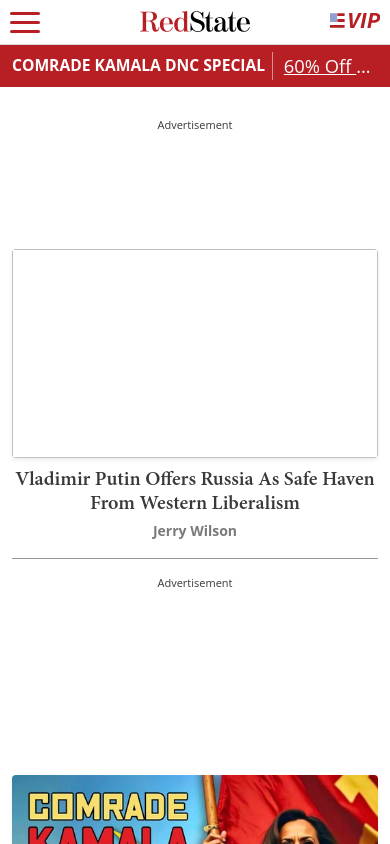 RedState
VIP
COMRADE KAMALA DNC SPECIAL
60% Off ...
Advertisement
Vladimir Putin Offers Russia As Safe Haven
From Western Liberalism
Jerry Wilson
Advertisement
COMRADE
KAMALA